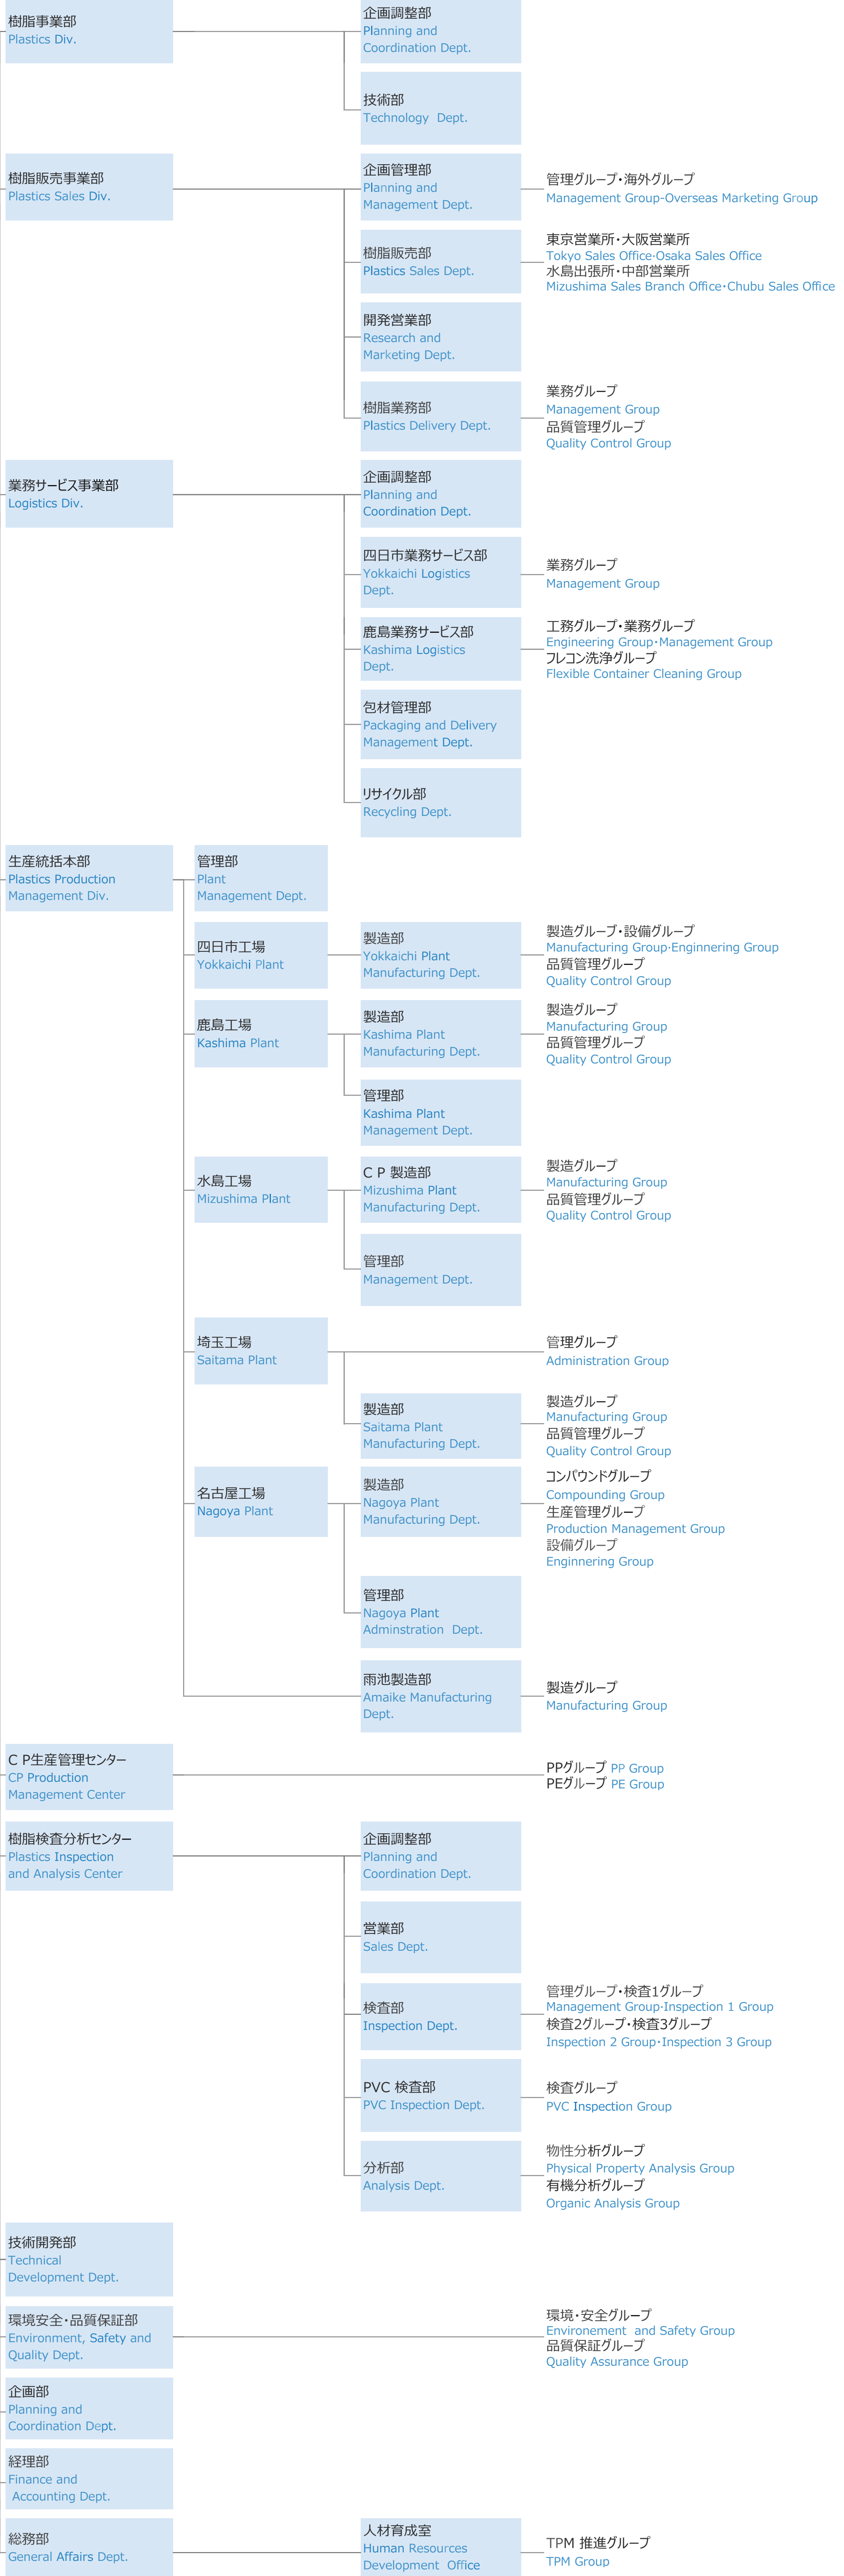 樹脂事業部
Plastics Div.
企画調整部
Planning and
Coordination Dept.
技術部
Technology Dept.
樹脂販売事業部
Plastics Sales Div.
企画管理部
Planning and
Management Dept.
管理グループ・海外グループ
Management Group-Overseas Marketing Group
樹脂販売部
Plastics Sales Dept.
東京営業所・大阪営業所
Tokyo Sales Office·Osaka Sales Office
水島出張所・中部営業所
Mizushima Sales Branch Office・Chubu Sales Office
開発営業部
Research and
Marketing Dept.
樹脂業務部
Plastics Delivery Dept.
業務グループ
Management Group
品質管理グループ
Quality Control Group
業務サービス事業部
Logistics Div.
企画調整部
Planning and
Coordination Dept.
四日市業務サービス部
Yokkaichi Logistics
Dept.
業務グループ
Management Group
鹿島業務サービス部
Kashima Logistics
Dept.
工務グループ・業務グループ
Engineering Group・Management Group
フレコン洗浄グループ
Flexible Container Cleaning Group
包材管理部
Packaging and Delivery
Management Dept.
リサイクル部
Recycling Dept.
生産統括本部
Plastics Production
Management Div.
管理部
Plant
Management Dept.
四日市工場
Yokkaichi Plant
製造部
Yokkaichi Plant
Manufacturing Dept.
製造グループ・設備グループ
Manufacturing Group·Enginnering Group
品質管理グループ
Quality Control Group
鹿島工場
Kashima Plant
製造部
Kashima Plant
Manufacturing Dept.
製造グループ
Manufacturing Group
品質管理グループ
Quality Control Group
管理部
Kashima Plant
Management Dept.
水島工場
Mizushima Plant
C P 製造部
Mizushima Plant
Manufacturing Dept.
製造グループ
Manufacturing Group
品質管理グループ
Quality Control Group
管理部
Management Dept.
埼玉工場
Saitama Plant
管理グループ
Administration Group
製造部
Saitama Plant
Manufacturing Dept.
製造グループ
Manufacturing Group
品質管理グループ
Quality Control Group
名古屋工場
Nagoya Plant
製造部
Nagoya Plant
Manufacturing Dept.
コンパウンドグループ
Compounding Group
生産管理グループ
Production Management Group
設備グループ
Enginnering Group
管理部
Nagoya Plant
Adminstration Dept.
雨池製造部
Amaike Manufacturing
Dept.
製造グループ
Manufacturing Group
C P生産管理センター
CP Production
Management Center
PPグループ PP Group
PEグループ PE Group
樹脂検査分析センター
Plastics Inspection
and Analysis Center
企画調整部
Planning and
Coordination Dept.
営業部
Sales Dept.
検査部
Inspection Dept.
管理グループ・検査1グループ
Management Group·Inspection 1 Group
検査2グループ・検査3グループ
Inspection 2 Group・Inspection 3 Group
PVC 検査部
PVC Inspection Dept.
検査グループ
PVC Inspection Group
分析部
Analysis Dept.
物性分析グループ
Physical Property Analysis Group
有機分析グループ
Organic Analysis Group
技術開発部
Technical
Development Dept.
環境安全・品質保証部
Environment, Safety and
Quality Dept.
環境・安全グループ
Environement and Safety Group
品質保証グループ
Quality Assurance Group
企画部
Planning and
Coordination Dept.
経理部
Finance and
Accounting Dept.
総務部
General Affairs Dept.
人材育成室
Human Resources
Development Office
TPM 推進グループ
TPM Group